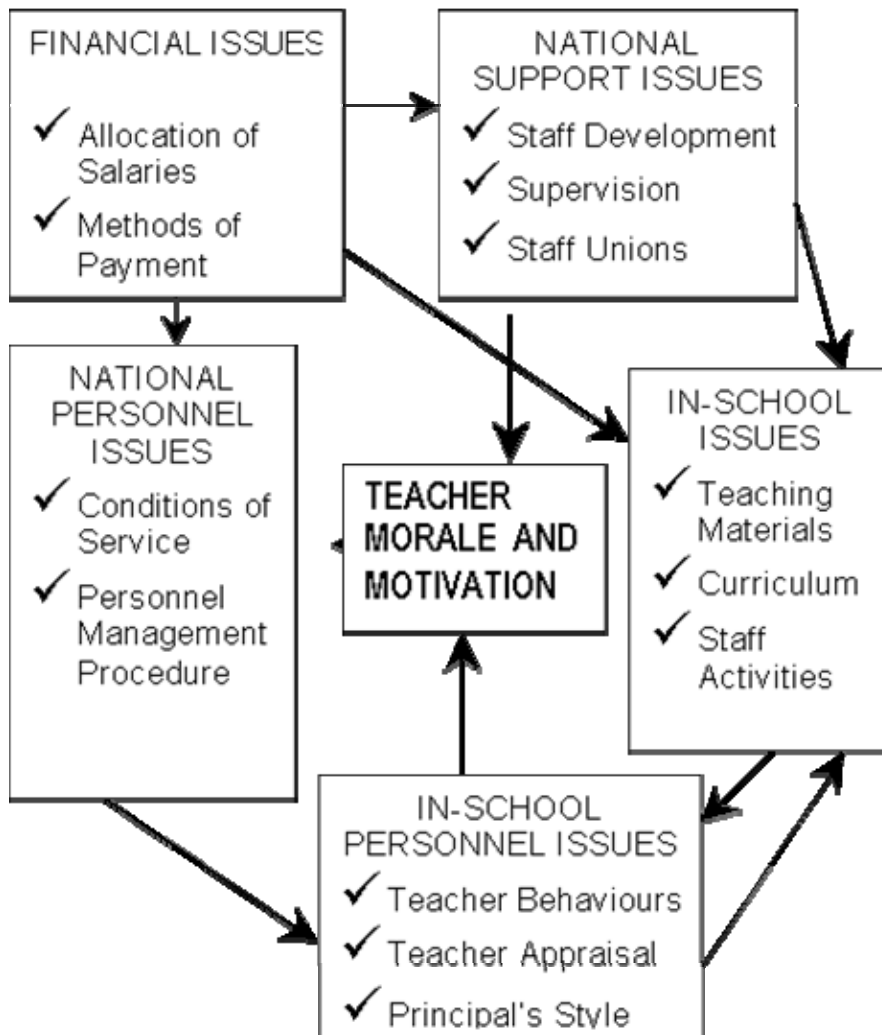 FINANCIAL ISSUES
✓ Allocation of
Salaries
✓ Methods of
Payment
NATIONAL
SUPPORT ISSUES
✓ Staff Development
✓ Supervision
✓ Staff Unions
NATIONAL
PERSONNEL
ISSUES
✓ Conditions of
Service
✓ Personnel
Management
Procedure
TEACHER
MORALE AND
MOTIVATION
IN-SCHOOL
ISSUES
✓ Teaching
Materials
✓ Curriculum
✓ Staff
Activities
IN-SCHOOL
PERSONNEL ISSUES
✓ Teacher Behaviours
✓ Teacher Appraisal
✓ Principal's Style